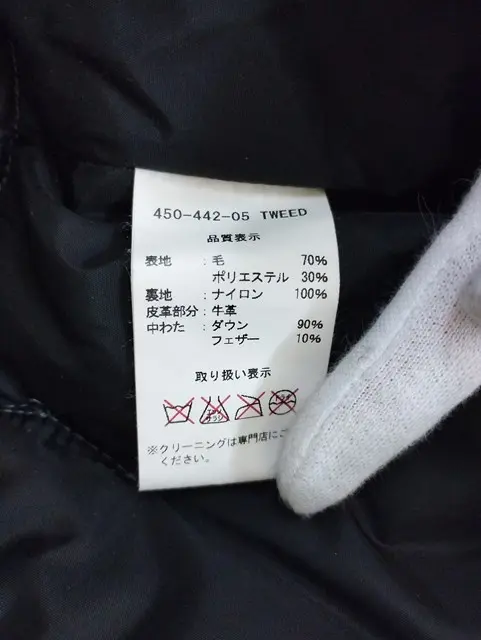 450-442-05 TWEED
品質表示
表地 : 毛 70%
ポリエステル 30%
裏地 : ナイロン 100%
皮革部分 : 牛革
中わた : ダウン 90%
フェザー 10%
取り扱い表示
※クリーニングは専門店にご
ください。